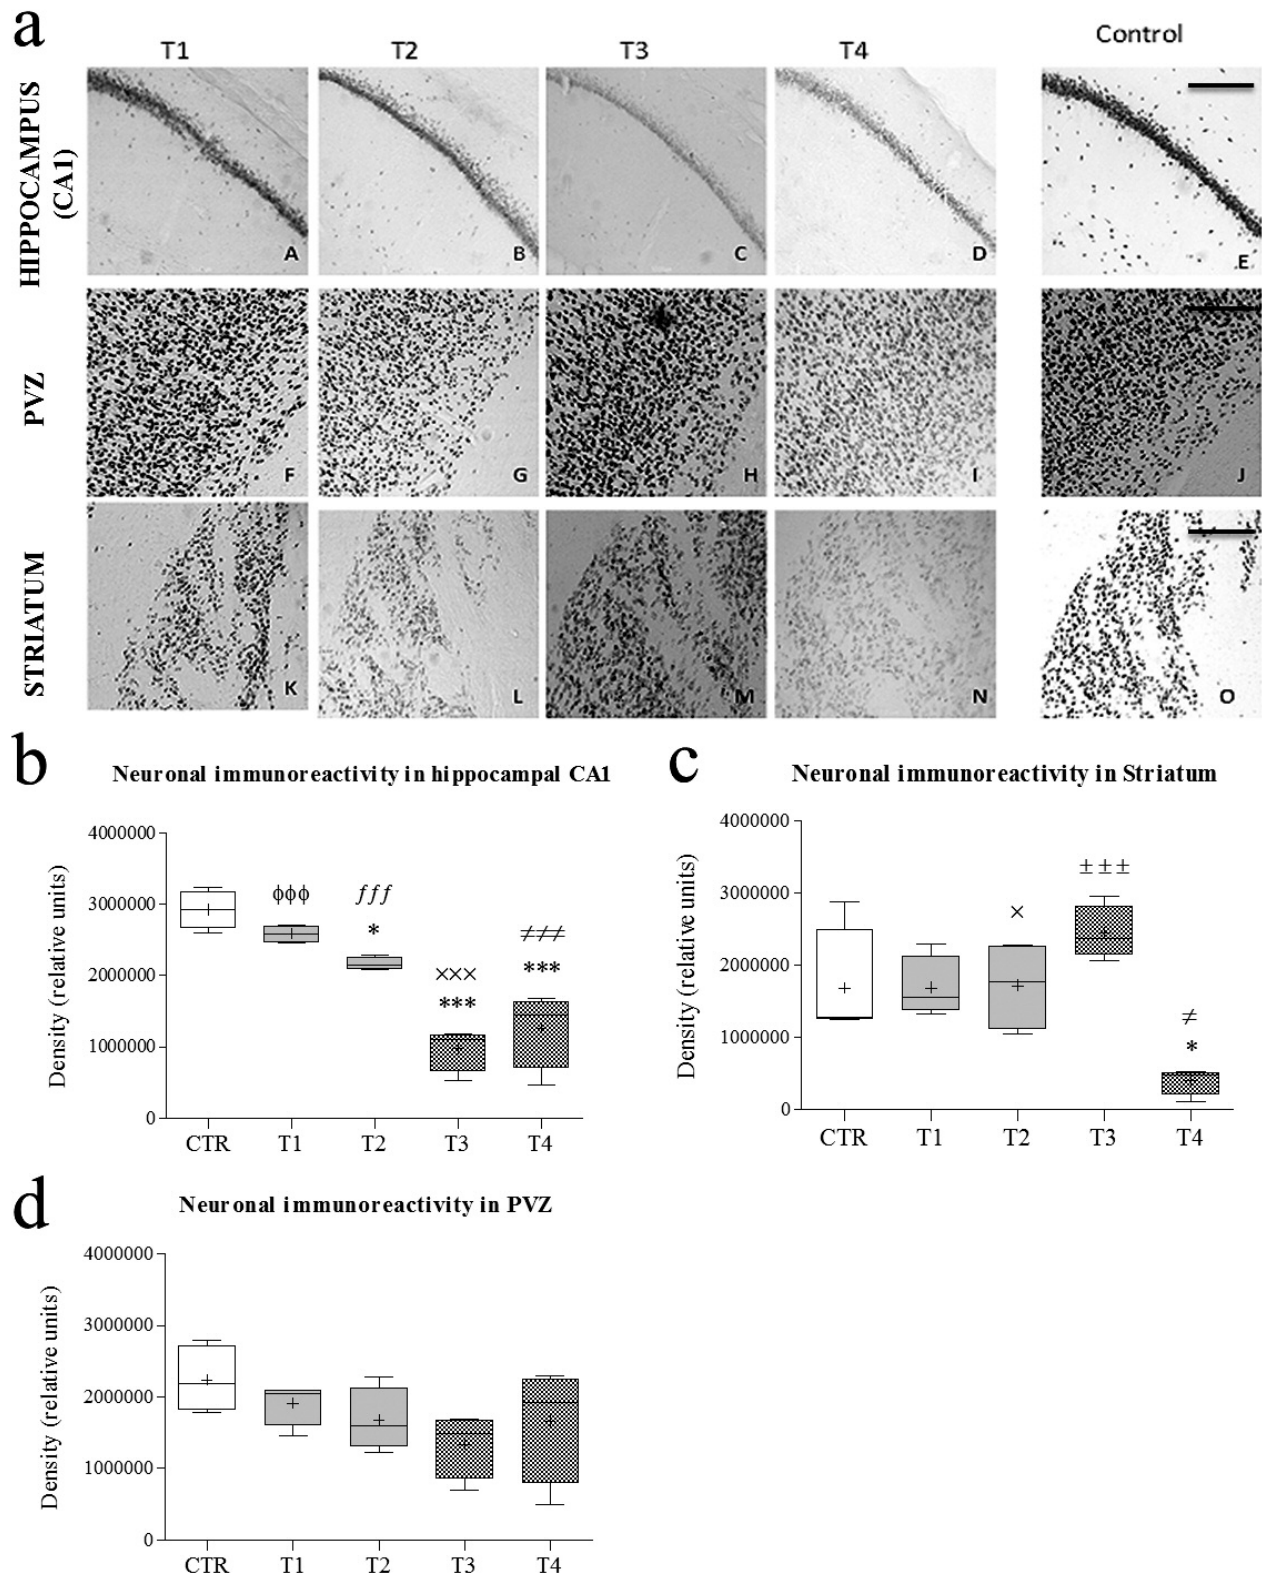 a
T1 T2 T3 T4 Control
HIPPOCAMPUS
(CA1)
A B C D E
PVZ
F G H I J
STRIATUM
K L M N O
b
Neuronal immunoreactivity in hippocampal CA1
Density (relative units)
4000000
3000000
2000000
1000000
0
ϕϕϕ
fff
*
×××
***
≠≠≠
***
CTR T1 T2 T3 T4
c
Neuronal immunoreactivity in Striatum
Density (relative units)
4000000
3000000
2000000
1000000
0
×
±±±
≠
*
CTR T1 T2 T3 T4
d
Neuronal immunoreactivity in PVZ
Density (relative units)
4000000
3000000
2000000
1000000
0
CTR T1 T2 T3 T4